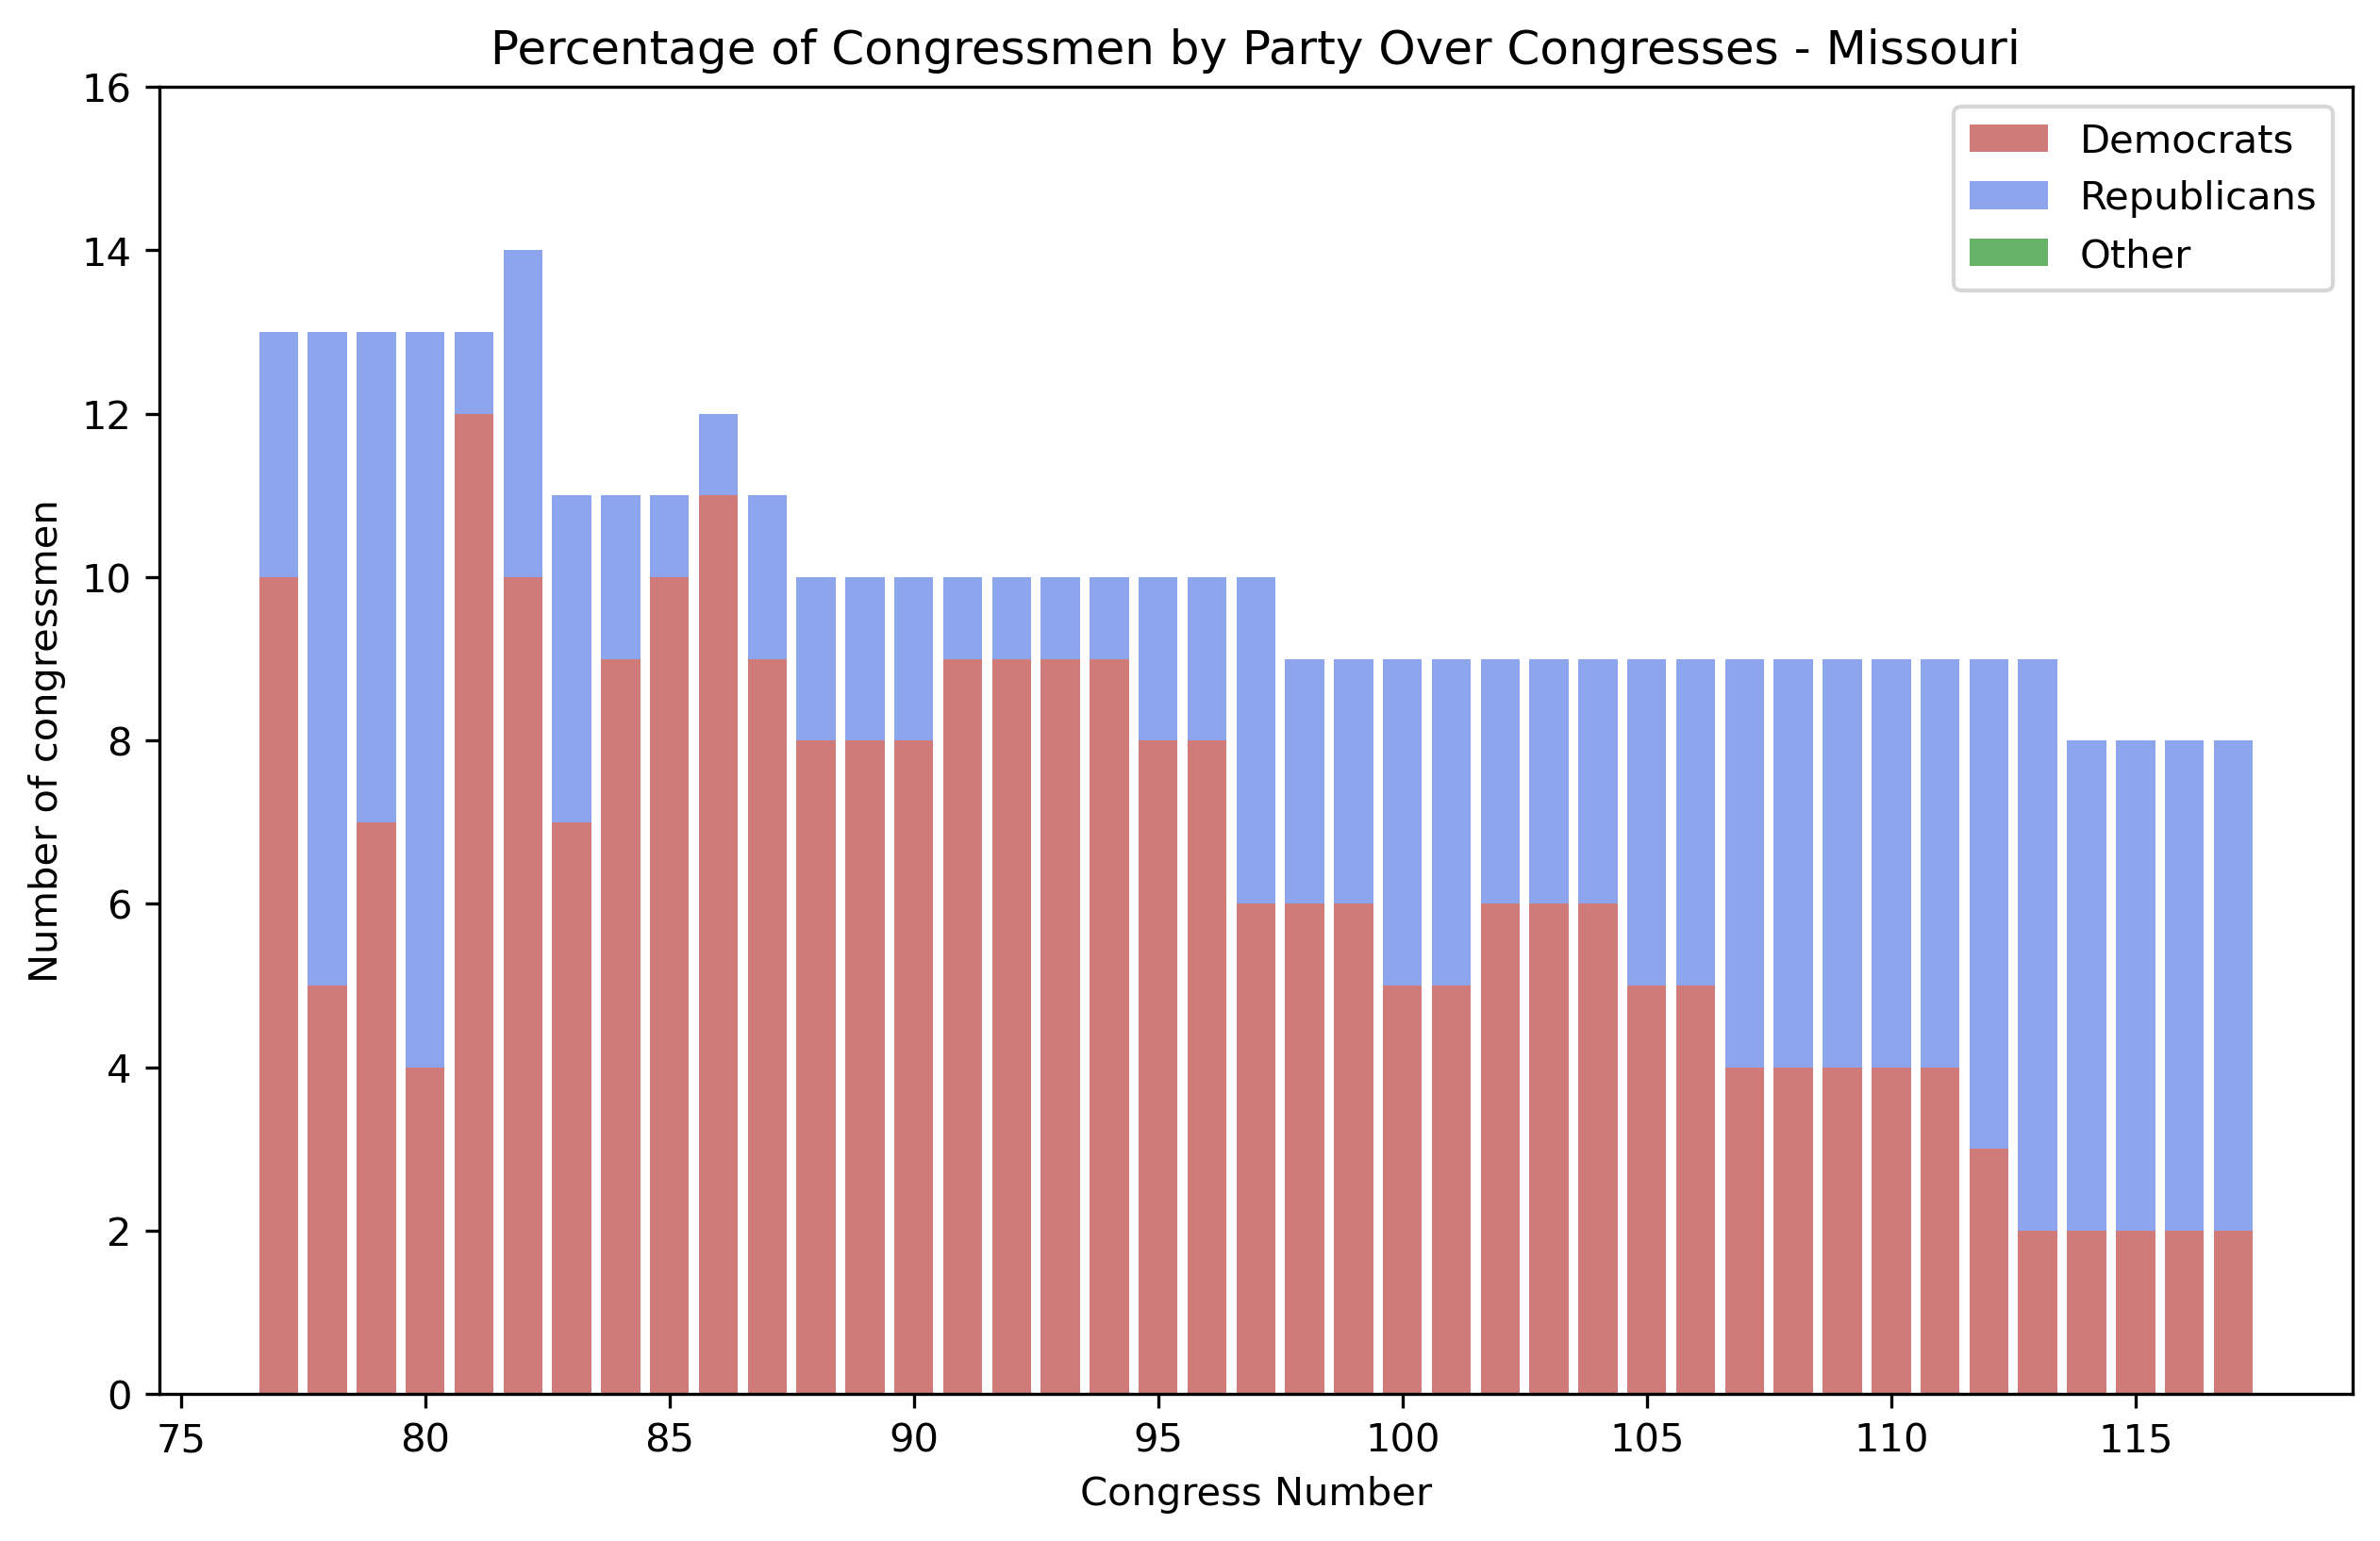 Percentage of Congressmen by Party Over Congresses - Missouri
16
14
12
10
8
6
4
2
0
Number of congressmen
Democrats
Republicans
Other
75 80 85 90 95 100 105 110 115
Congress Number